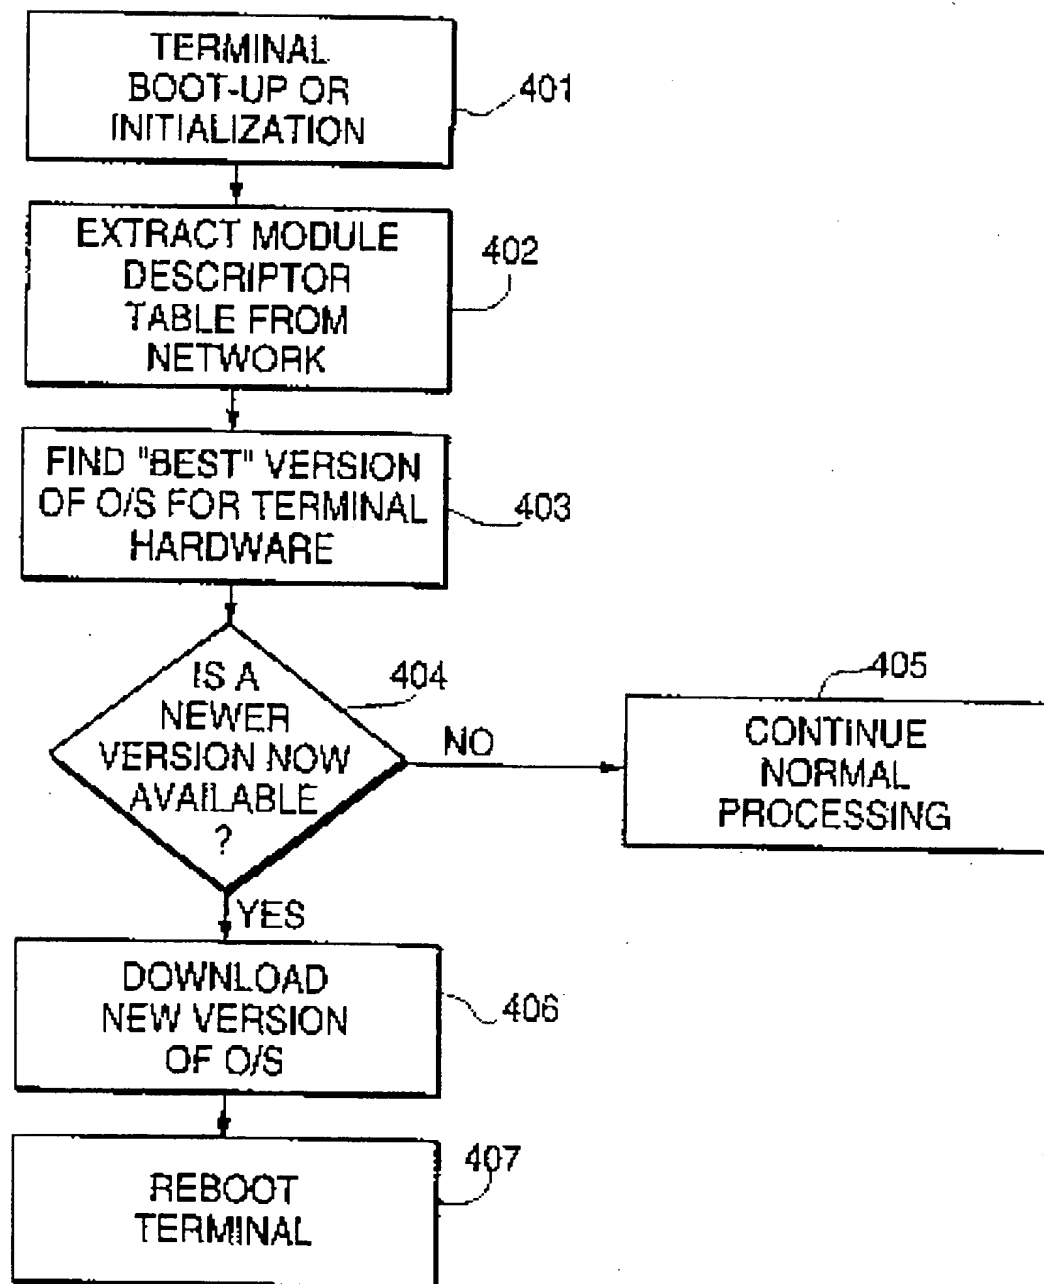 TERMINAL
BOOT-UP OR
INITIALIZATION
401
EXTRACT MODULE
DESCRIPTOR
TABLE FROM
NETWORK
402
FIND "BEST" VERSION
OF O/S FOR TERMINAL
HARDWARE
403
IS A
NEWER
VERSION NOW
AVAILABLE
?
404
NO
405
CONTINUE
NORMAL
PROCESSING
YES
DOWNLOAD
NEW VERSION
OF O/S
406
REBOOT
TERMINAL
407